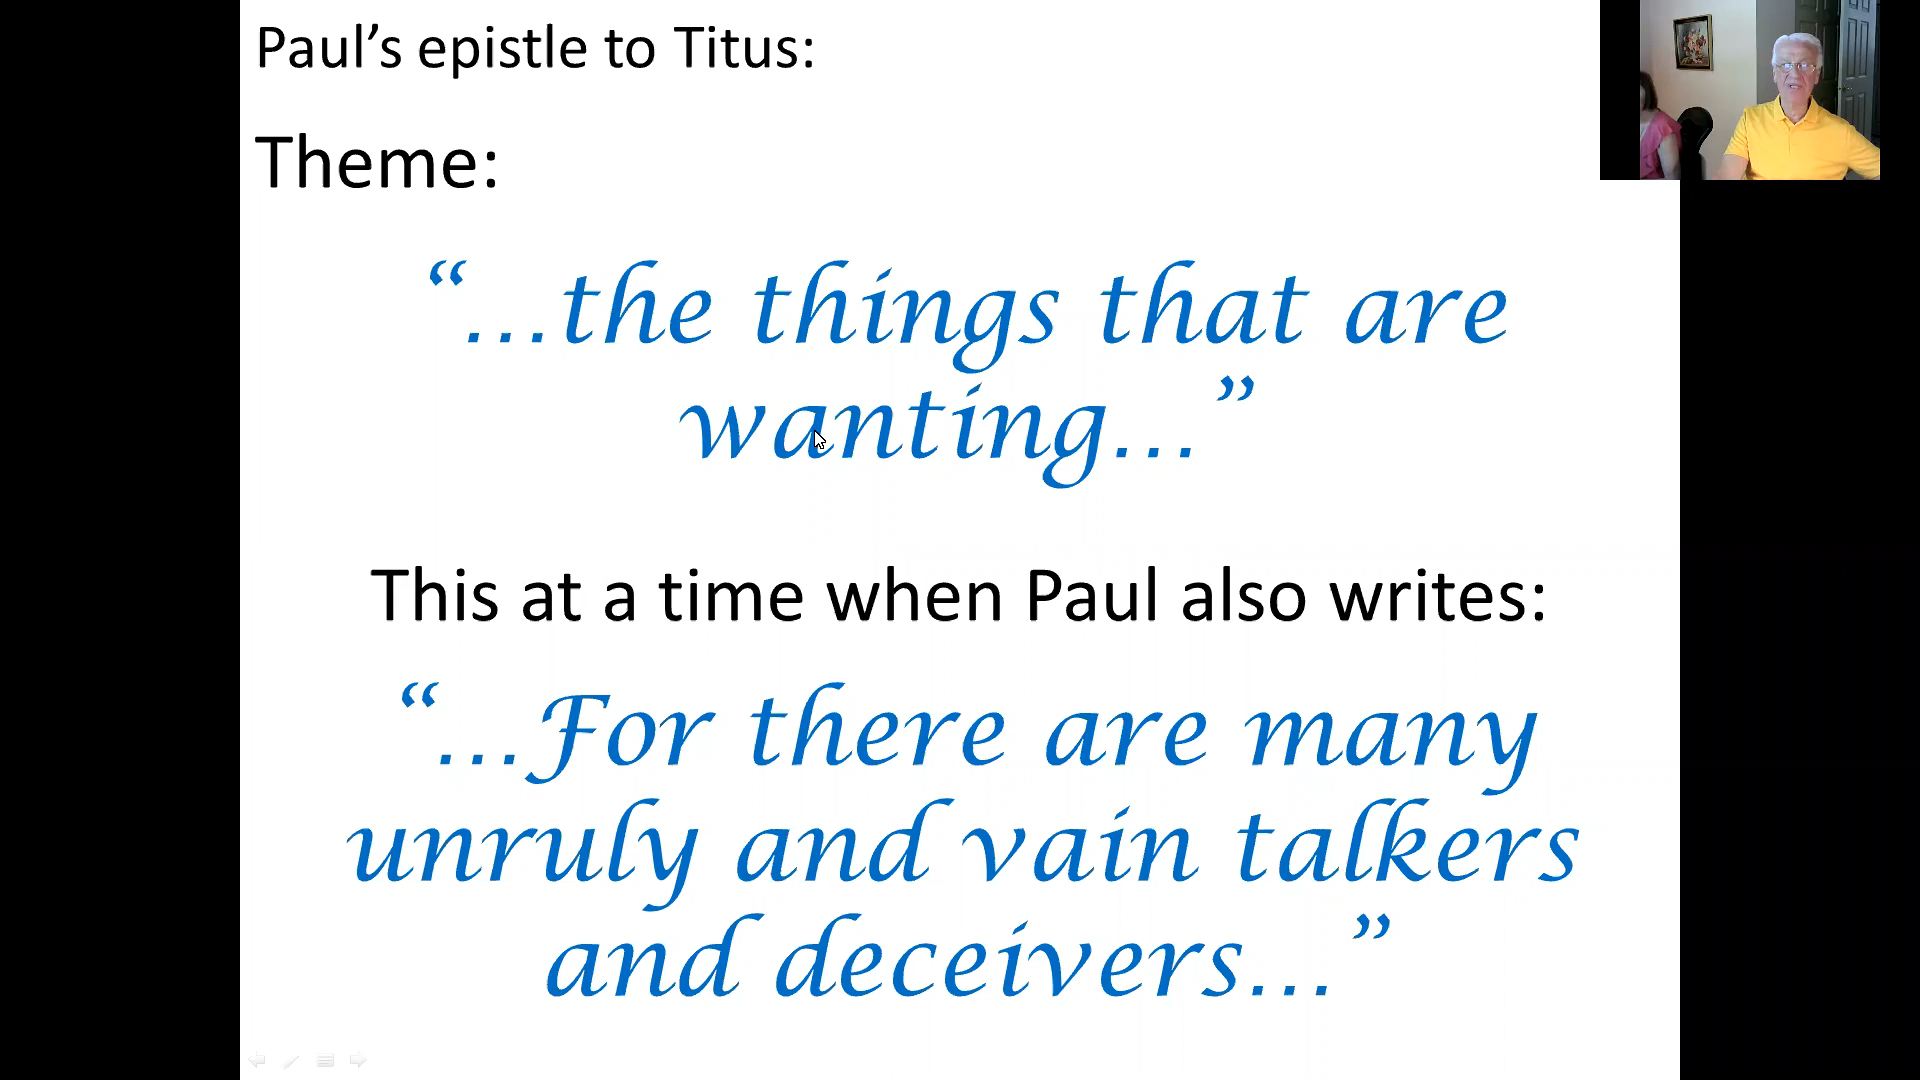 Paul’s epistle to Titus:
Theme:
“…the things that are
wanting…”
This at a time when Paul also writes:
“…For there are many
unruly and vain talkers
and deceivers…”